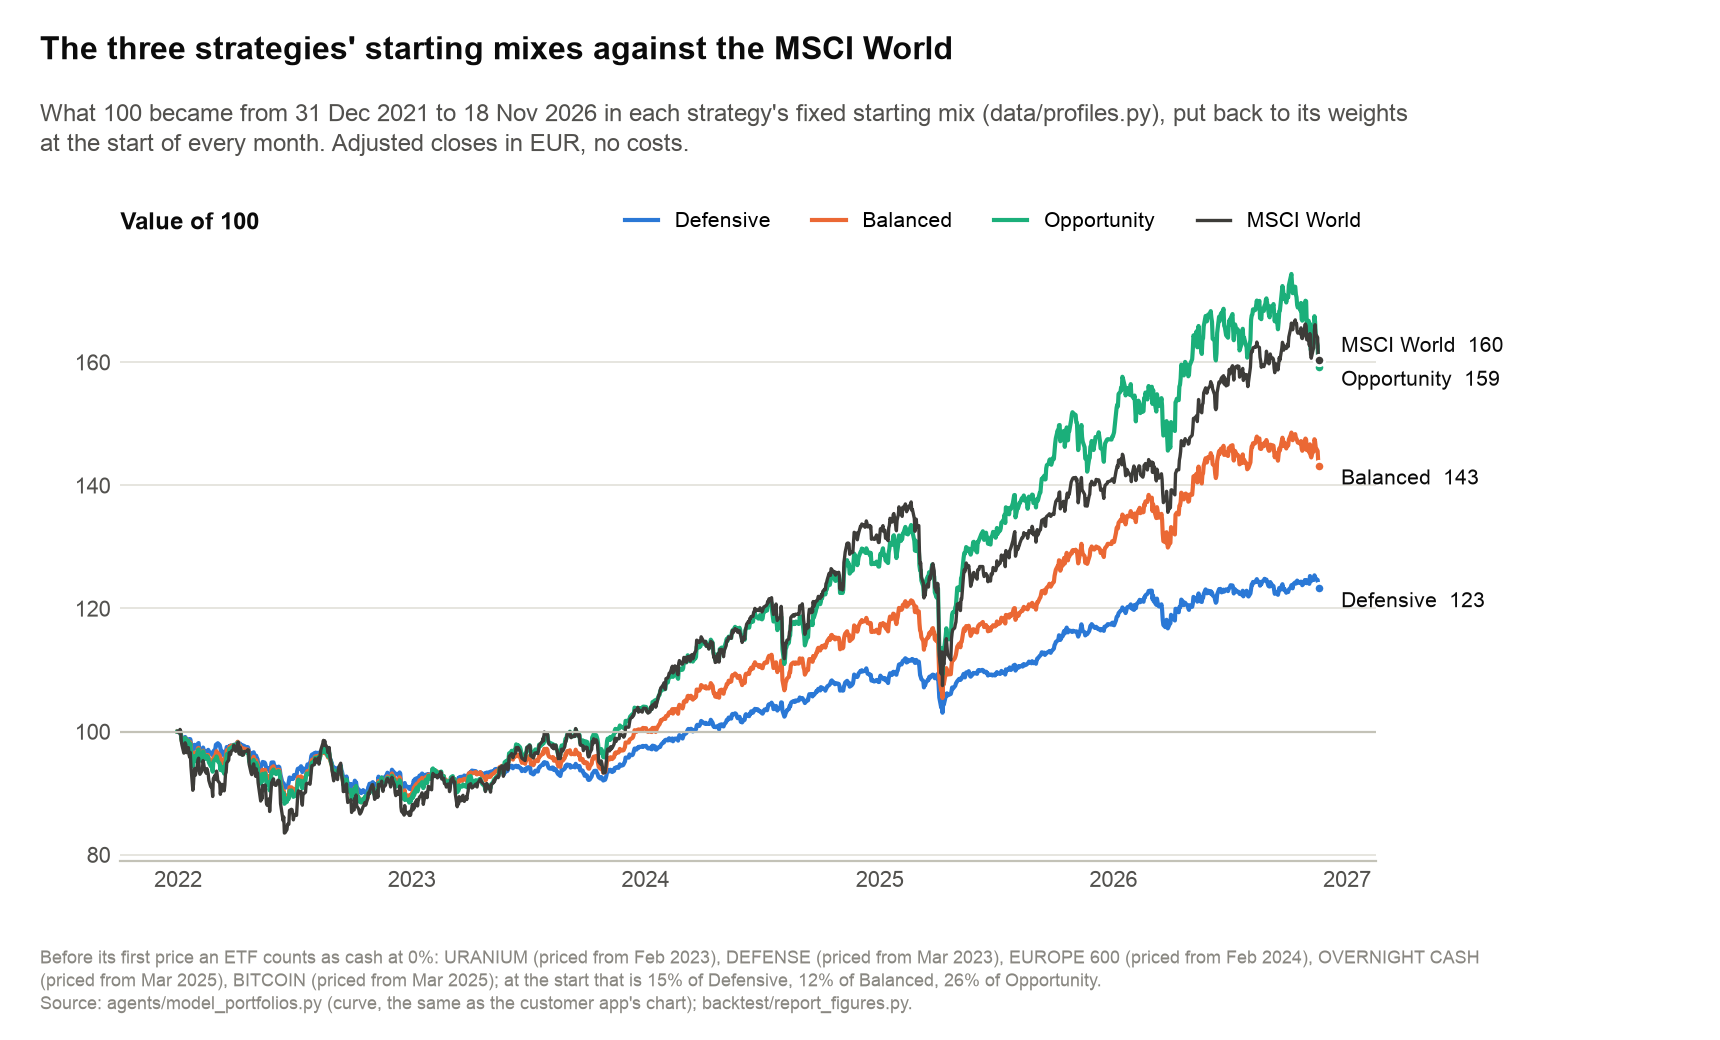 The three strategies' starting mixes against the MSCI World
What 100 became from 31 Dec 2021 to 18 Nov 2026 in each strategy's fixed starting mix (data/profiles.py), put back to its weights
at the start of every month. Adjusted closes in EUR, no costs.
Value of 100
Defensive
Balanced
Opportunity
MSCI World
160
140
120
100
80
MSCI World 160
Opportunity 159
Balanced 143
Defensive 123
2022
2023
2024
2025
2026
2027
Before its first price an ETF counts as cash at 0%: URANIUM (priced from Feb 2023), DEFENSE (priced from Mar 2023), EUROPE 600 (priced from Feb 2024), OVERNIGHT CASH
(priced from Mar 2025), BITCOIN (priced from Mar 2025); at the start that is 15% of Defensive, 12% of Balanced, 26% of Opportunity.
Source: agents/model_portfolios.py (curve, the same as the customer app's chart); backtest/report_figures.py.